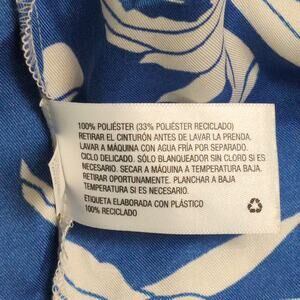 100% POLIÉSTER (33% POLIÉSTER RECICLADO)
RETIRAR EL CINTURÓN ANTES DE LAVAR LA PRENDA.
LAVAR A MÁQUINA CON AGUA FRÍA POR SEPARADO.
CICLO DELICADO. SÓLO BLANQUEADOR SIN CLORO SI ES
NECESARIO. SECAR A MÁQUINA A TEMPERATURA BAJA.
RETIRAR OPORTUNAMENTE. PLANCHAR A BAJA
TEMPERATURA SI ES NECESARIO.
ETIQUETA ELABORADA CON PLÁSTICO
100% RECICLADO